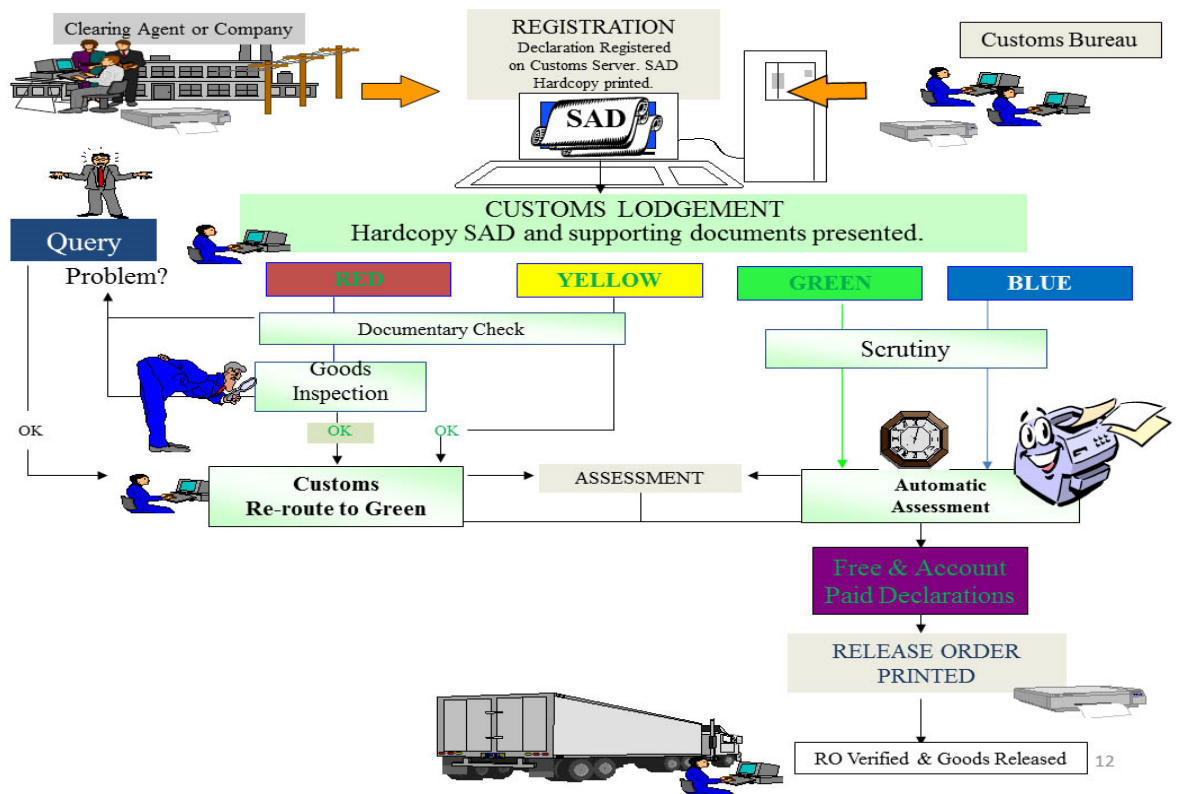 Clearing Agent or Company
REGISTRATION
Declaration Registered
on Customs Server. SAD
Hardcopy printed.
Customs Bureau
SAD
CUSTOMS LODGEMENT
Hardcopy SAD and supporting documents presented.
Query
Problem?
RED
YELLOW
GREEN
BLUE
Documentary Check
Scrutiny
Goods
Inspection
OK
OK
OK
Customs
Re-route to Green
ASSESSMENT
Automatic
Assessment
Free & Account
Paid Declarations
RELEASE ORDER
PRINTED
RO Verified & Goods Released
12